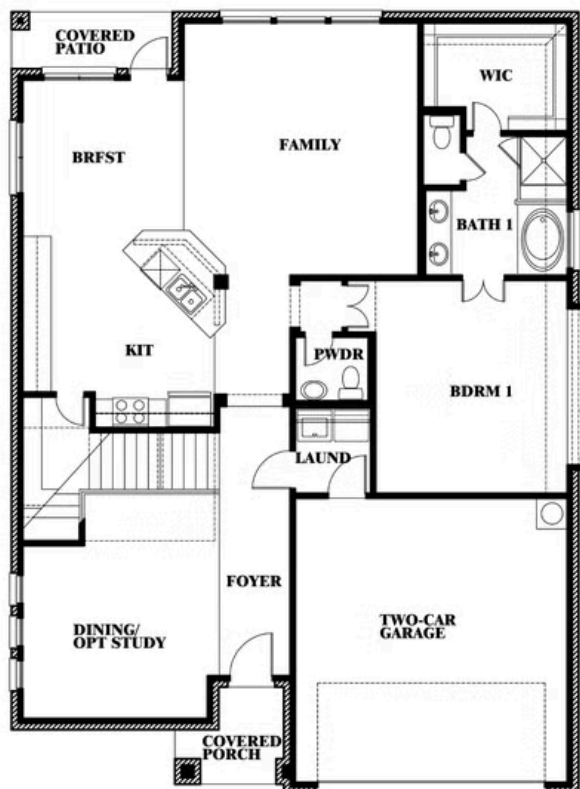 COVERED
PATIO
WIC
BRFST
FAMILY
BATH 1
KIT
PWDR
BDRM 1
LAUND
FOYER
DINING/
OPT STUDY
TWO-CAR
GARAGE
COVERED
PORCH